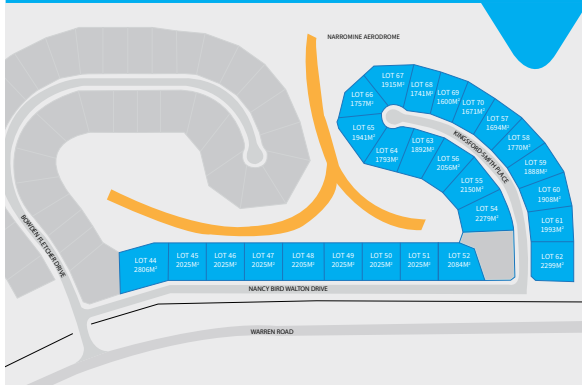 NARROMINE AERODROME
LOT 67
1915M²
LOT 68
1741M²
LOT 69
1600M²
LOT 70
1671M²
LOT 66
1757M²
LOT 57
1694M²
LOT 65
1941M²
LOT 63
1892M²
LOT 58
1770M²
KINGSFORD-SMITH PLACE
LOT 64
1793M²
LOT 56
2056M²
LOT 59
1888M²
LOT 55
2150M²
LOT 60
1908M²
LOT 54
2279M²
LOT 61
1993M²
BOWDEN FLETCHER DRIVE
LOT 44
2806M²
LOT 45
2025M²
LOT 46
2025M²
LOT 47
2025M²
LOT 48
2205M²
LOT 49
2025M²
LOT 50
2025M²
LOT 51
2025M²
LOT 52
2084M²
LOT 62
2299M²
NANCY BIRD WALTON DRIVE
WARREN ROAD